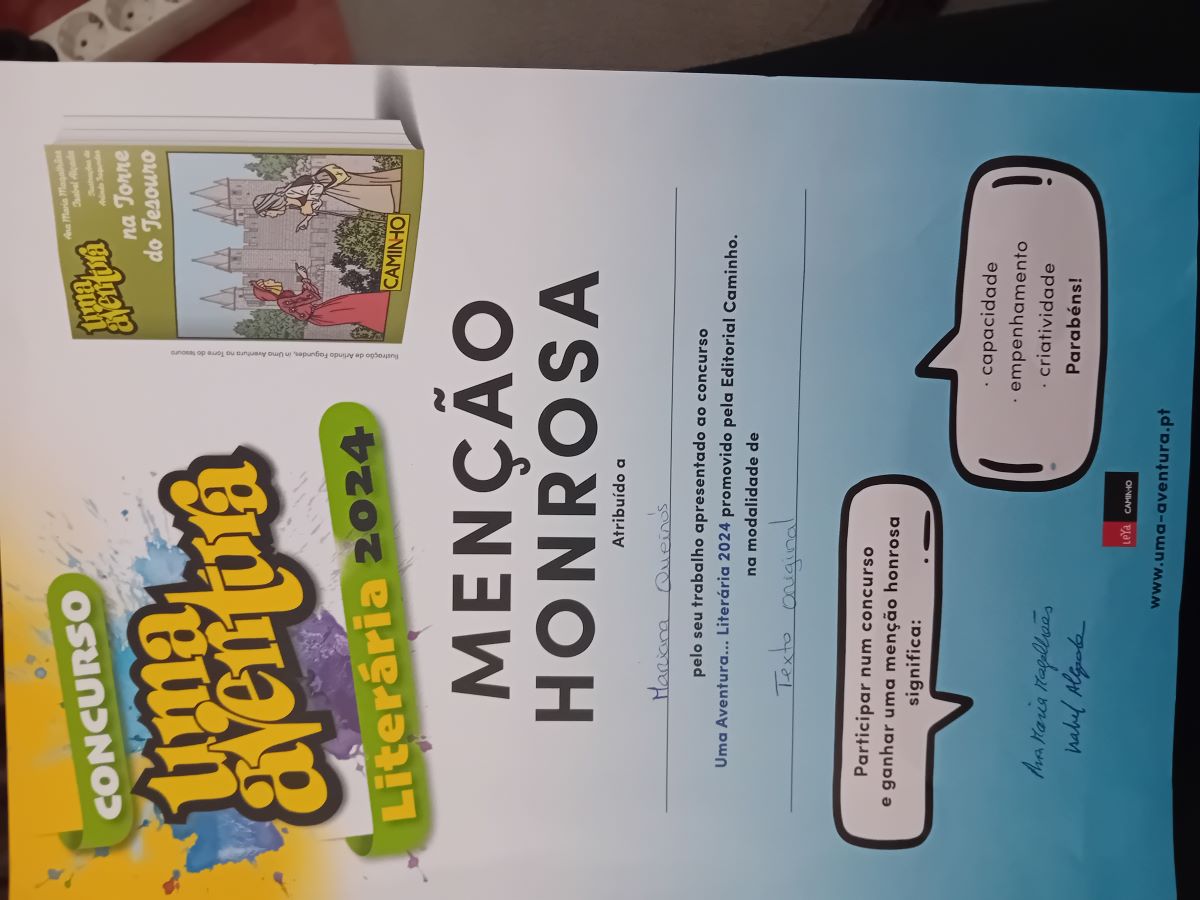 CONCURSO
uma
aventura
Literária 2024
Ana Maria Magalhães
Isabel Alçada
Ilustrações de
Arlindo Fagundes
uma
aventura
na Torre
do Tesouro
CAMINHO
Ilustração de Arlindo Fagundes, in Uma Aventura na Torre do tesouro
MENÇÃO
HONROSA
Atribuído a
Mariana Queirós
pelo seu trabalho apresentado ao concurso
Uma Aventura... Literária 2024 promovido pela Editorial Caminho.
na modalidade de
Texto original
Participar num concurso
e ganhar uma menção honrosa
significa:
· capacidade
· empenhamento
· criatividade
Parabéns!
Ana Maria Magalhães
Isabel Alçada
LeYa
CAMINHO
www.uma-aventura.pt